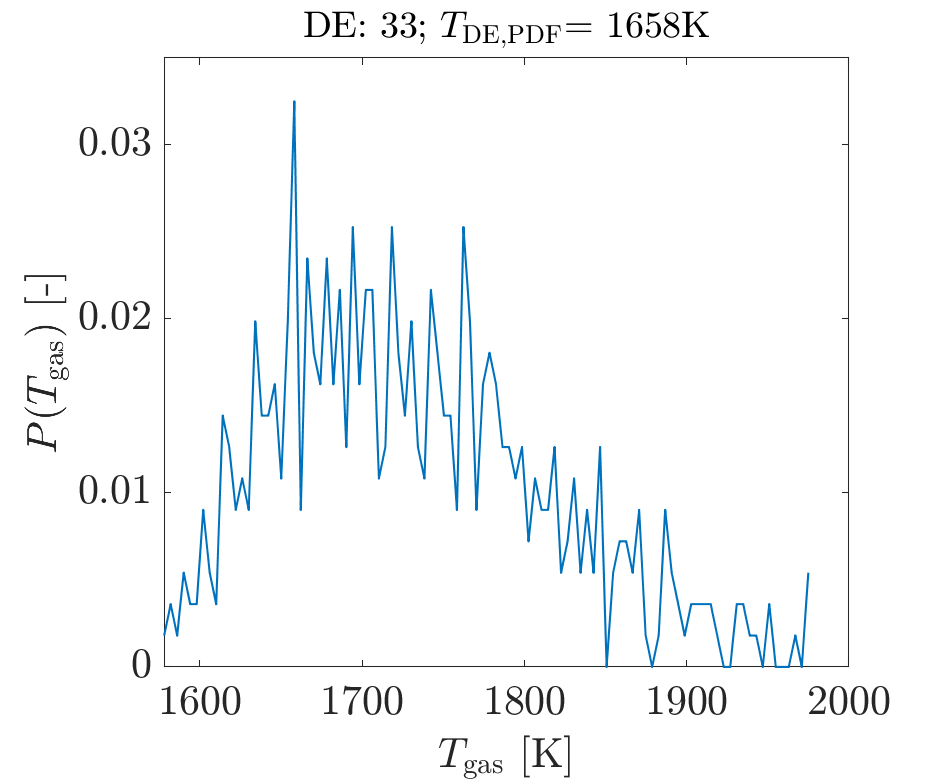 DE: 33; T_DE,PDF= 1658K
0.03
0.02
0.01
0
P(T_gas) [-]
1600 1700 1800 1900 2000
T_gas [K]